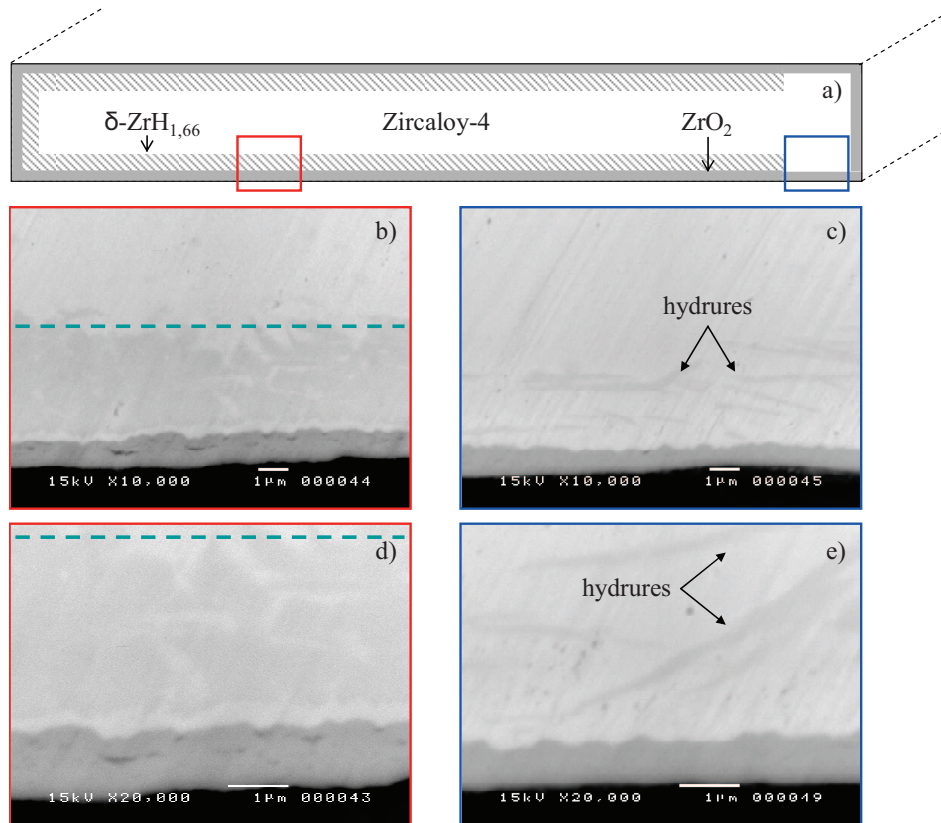 a)
δ-ZrH1,66
Zircaloy-4
ZrO2
b)
15kV X10,000 1μm 000044
c)
hydrures
15kV X10,000 1μm 000045
d)
15kV X20,000 1μm 000043
e)
hydrures
15kV X20,000 1μm 000049